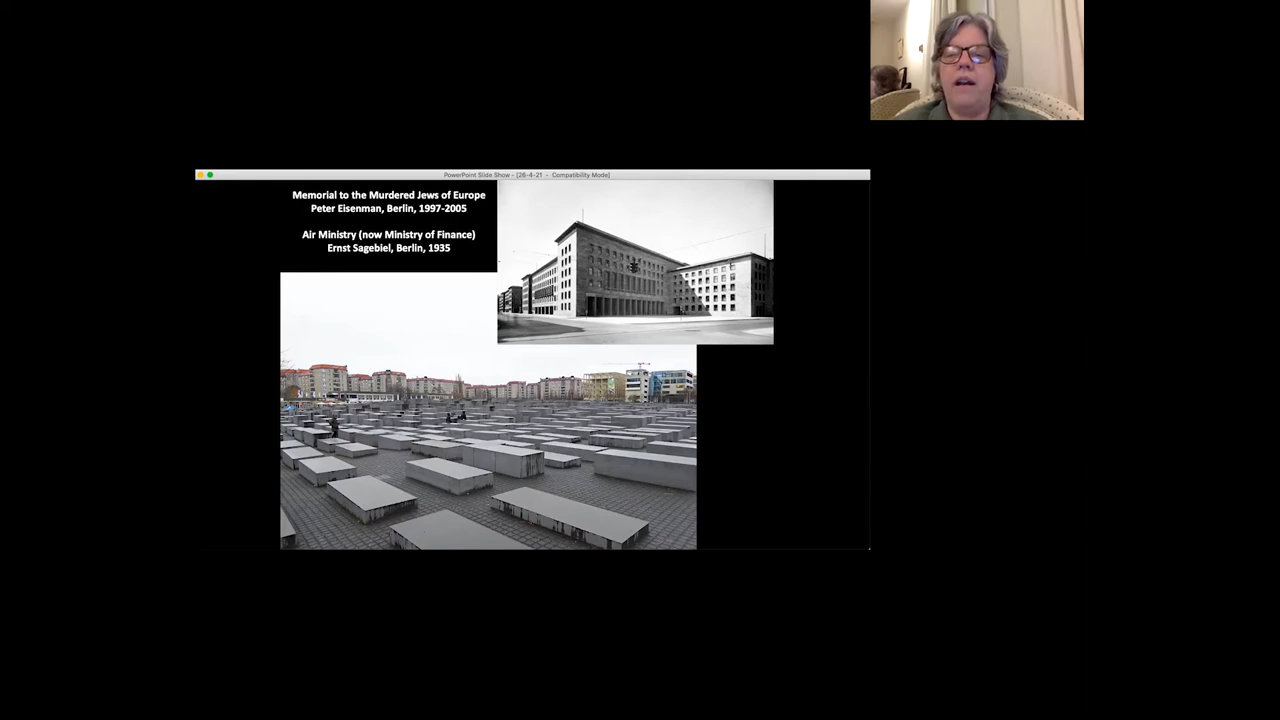 PowerPoint Slide Show - [26-4-21 - Compatibility Mode]
Memorial to the Murdered Jews of Europe
Peter Eisenman, Berlin, 1997-2005
Air Ministry (now Ministry of Finance)
Ernst Sagebiel, Berlin, 1935